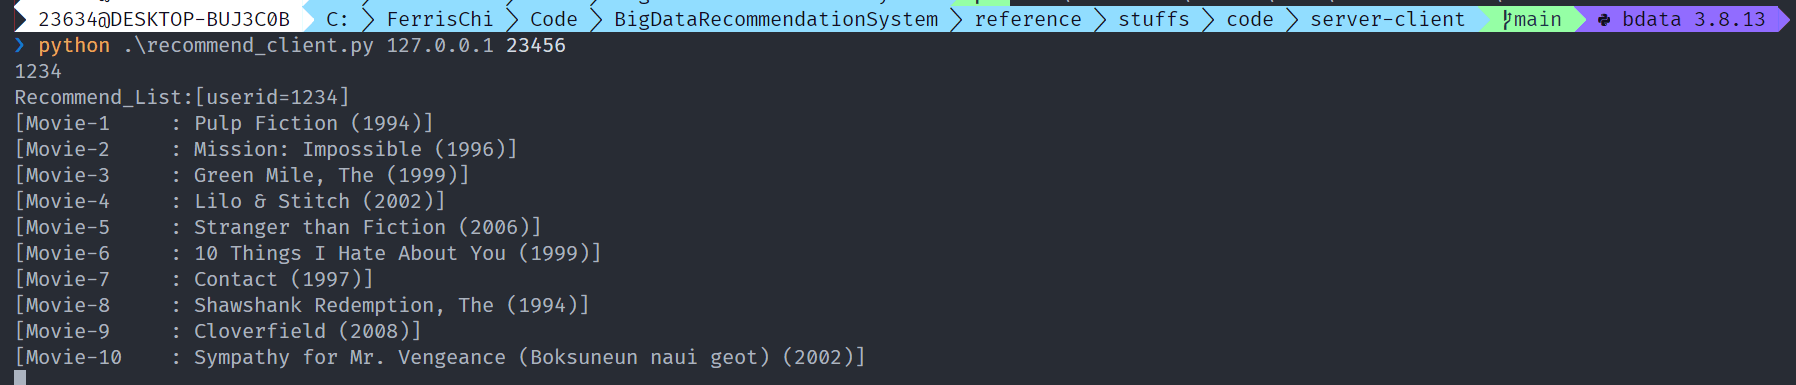 23634@DESKTOP-BUJ3C0B C: FerrisChi Code BigDataRecommendationSystem reference stuffs code server-client main bdata 3.8.13
❯ python .\recommend_client.py 127.0.0.1 23456
1234
Recommend_List:[userid=1234]
[Movie-1     : Pulp Fiction (1994)]
[Movie-2     : Mission: Impossible (1996)]
[Movie-3     : Green Mile, The (1999)]
[Movie-4     : Lilo & Stitch (2002)]
[Movie-5     : Stranger than Fiction (2006)]
[Movie-6     : 10 Things I Hate About You (1999)]
[Movie-7     : Contact (1997)]
[Movie-8     : Shawshank Redemption, The (1994)]
[Movie-9     : Cloverfield (2008)]
[Movie-10    : Sympathy for Mr. Vengeance (Boksuneun naui geot) (2002)]